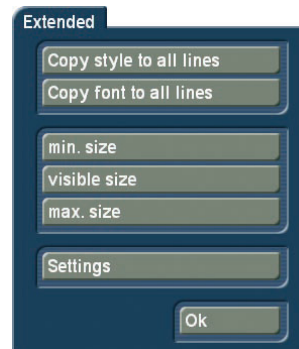 Extended
Copy style to all lines
Copy font to all lines
min. size
visible size
max. size
Settings
Ok